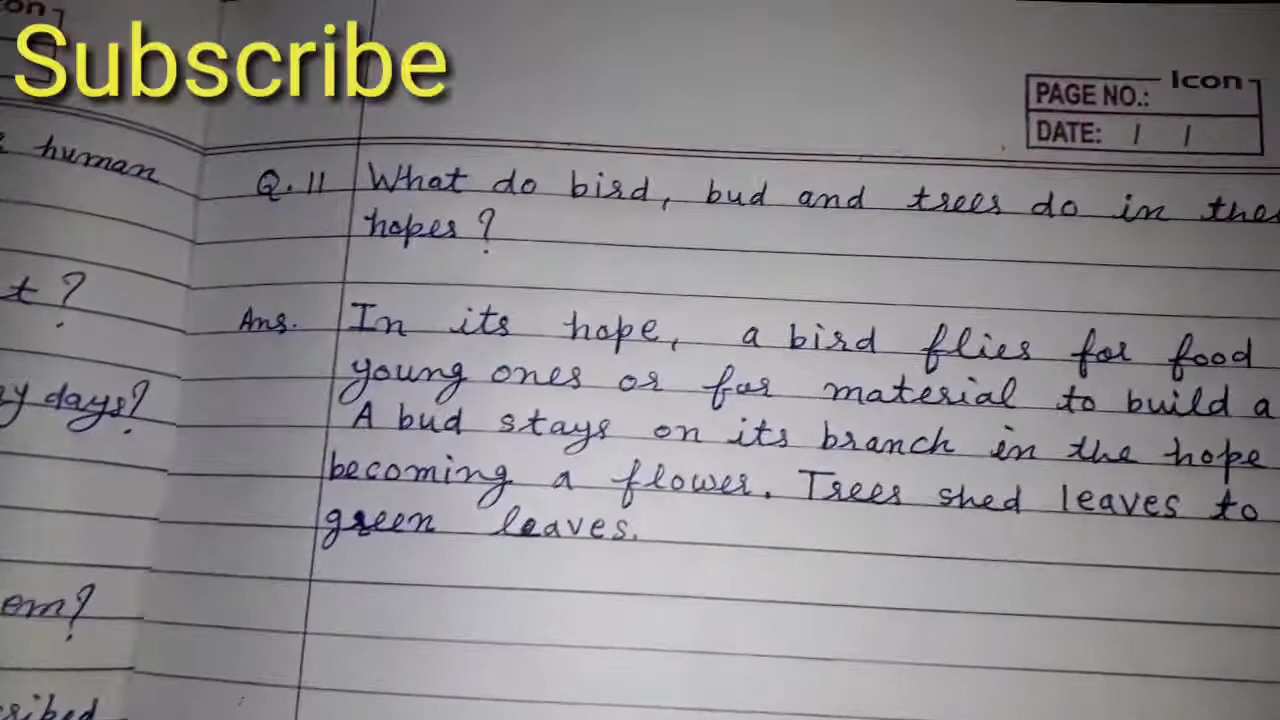 Subscribe
Icon
PAGE NO.:
DATE: / /
human
Q.11 What do bird, bud and trees do in the
hopes?
t?
Ans. In its hope, a bird flies for food
young ones or for material to build a
y days?
A bud stays on its branch in the hope
becoming a flower. Trees shed leaves to
green leaves.
em?
ribed